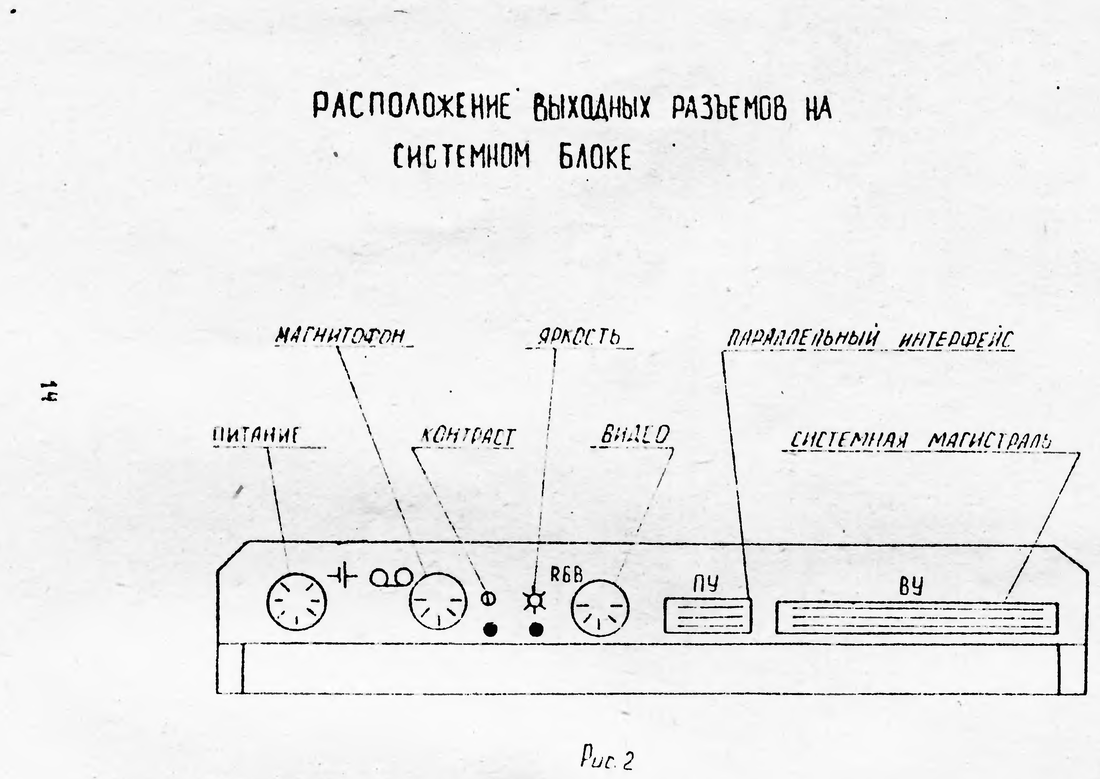 РАСПОЛОЖЕНИЕ ВЫХОДНЫХ РАЗЪЕМОВ НА
СИСТЕМНОМ БЛОКЕ
МАГНИТОФОН
ЯРКОСТЬ
ПАРАЛЛЕЛЬНЫЙ ИНТЕРФЕЙС
14
ПИТАНИЕ
КОНТРАСТ
ВИДЕО
СИСТЕМНАЯ МАГИСТРАЛЬ
RGB
ПУ
ВУ
Рис. 2